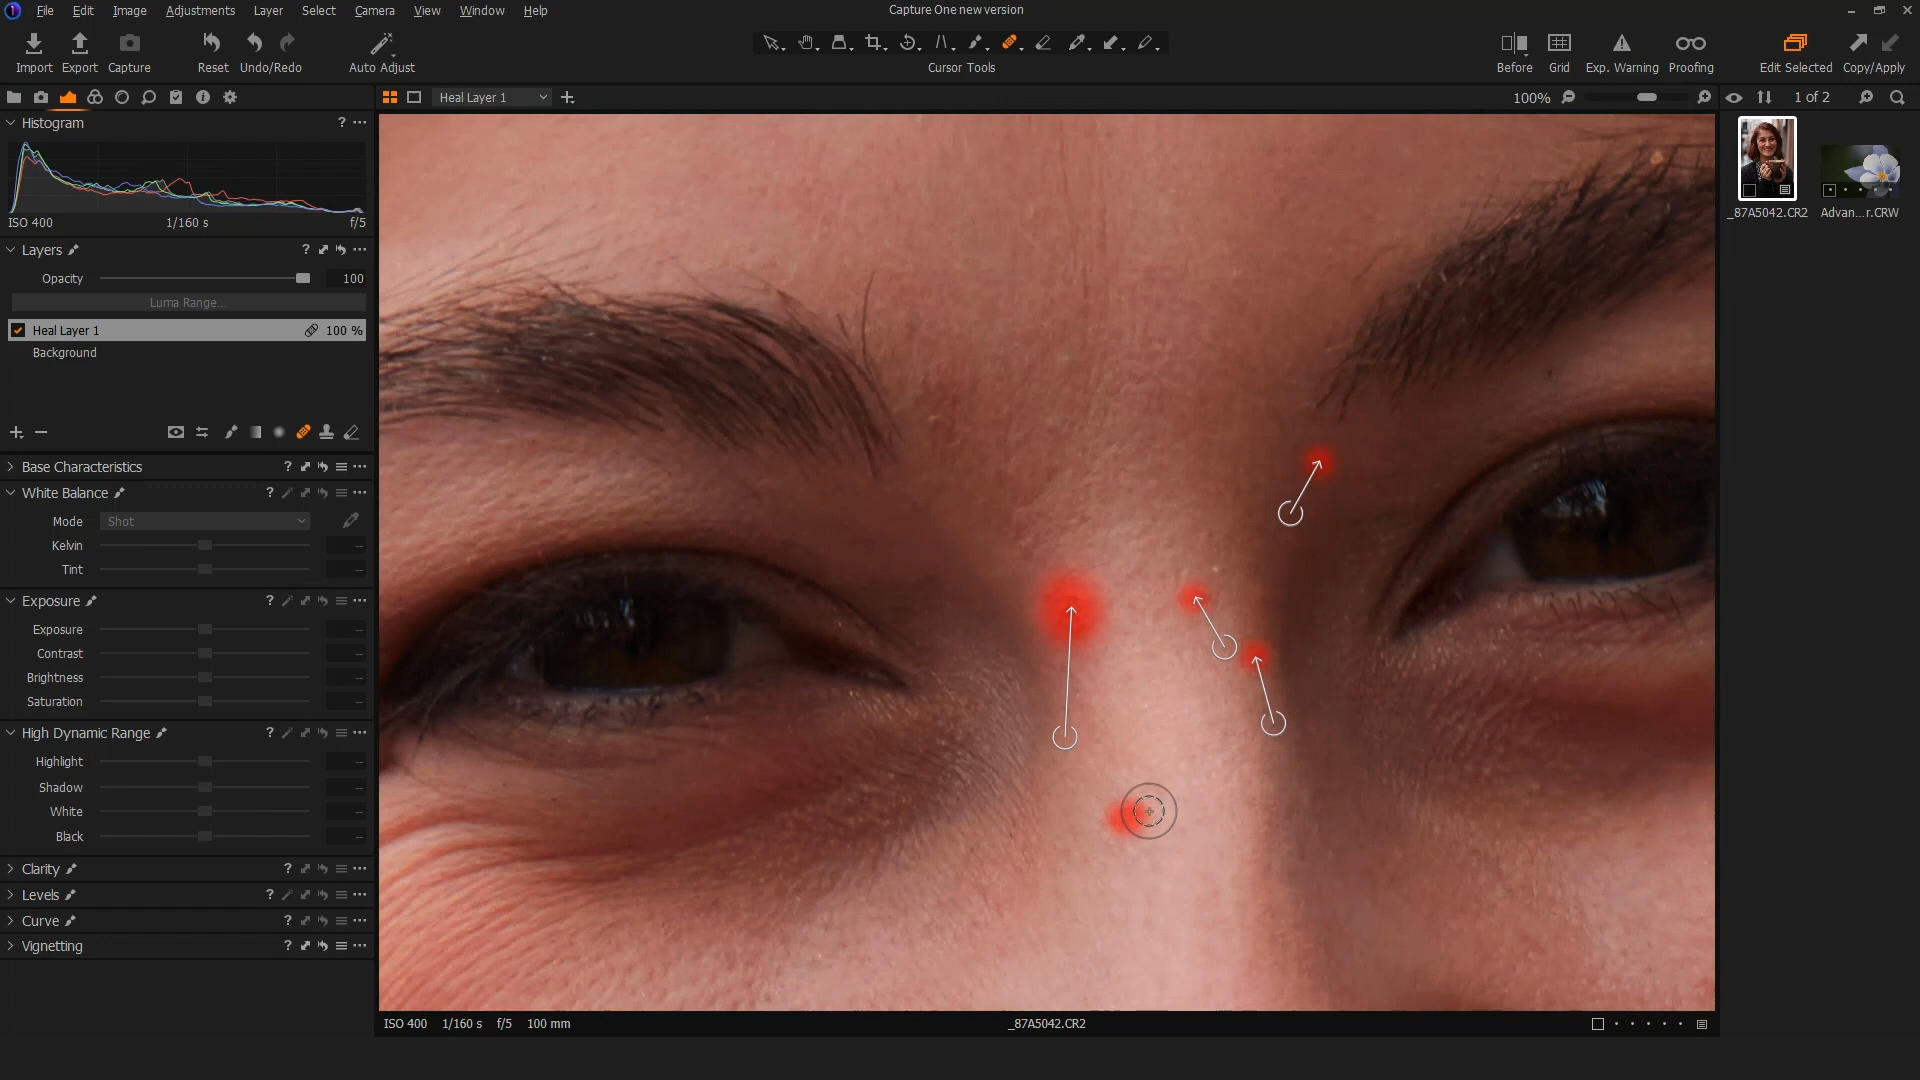 File Edit Image Adjustments Layer Select Camera View Window Help
Capture One new version
Import Export Capture Reset Undo/Redo Auto Adjust
Cursor Tools
Before Grid Exp. Warning Proofing Edit Selected Copy/Apply
Heal Layer 1
100%
1 of 2
Histogram ?
ISO 400 1/160 s f/5
Layers ?
Opacity 100
Luma Range...
Heal Layer 1 100 %
Background
Base Characteristics ?
White Balance ?
Mode Shot
Kelvin --
Tint --
Exposure ?
Exposure --
Contrast --
Brightness --
Saturation --
High Dynamic Range ?
Highlight --
Shadow --
White --
Black --
Clarity ?
Levels ?
Curve ?
Vignetting ?
_87A5042.CR2 Advan...r.CRW
ISO 400 1/160 s f/5 100 mm
_87A5042.CR2